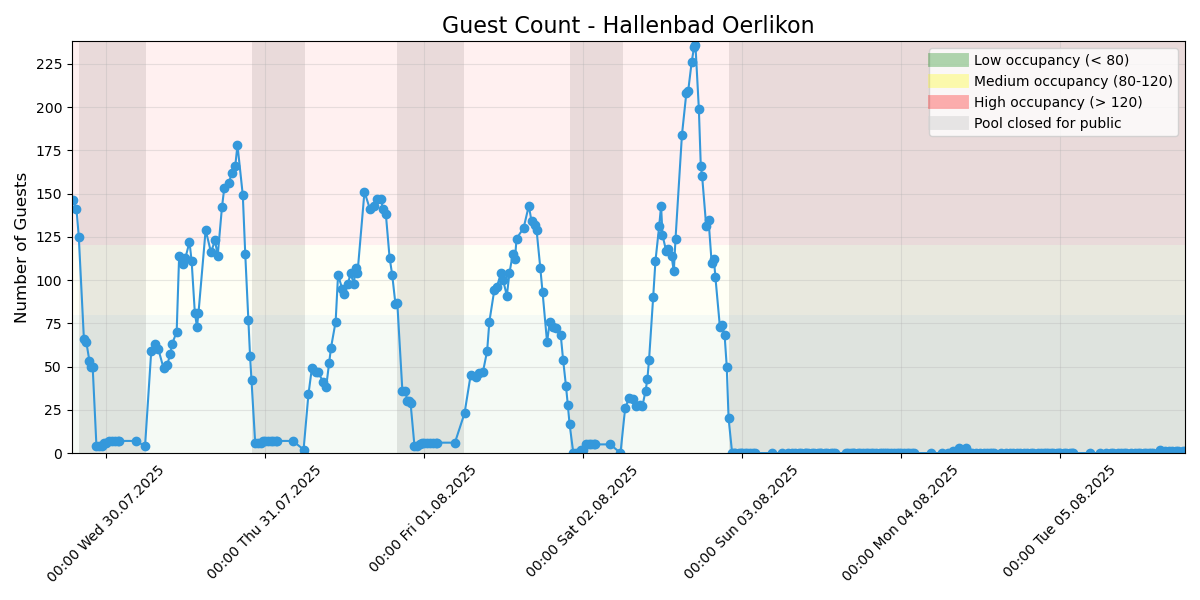 Guest Count - Hallenbad Oerlikon
Number of Guests
225
200
175
150
125
100
75
50
25
0
Low occupancy (< 80)
Medium occupancy (80-120)
High occupancy (> 120)
Pool closed for public
00:00 Wed 30.07.2025
00:00 Thu 31.07.2025
00:00 Fri 01.08.2025
00:00 Sat 02.08.2025
00:00 Sun 03.08.2025
00:00 Mon 04.08.2025
00:00 Tue 05.08.2025